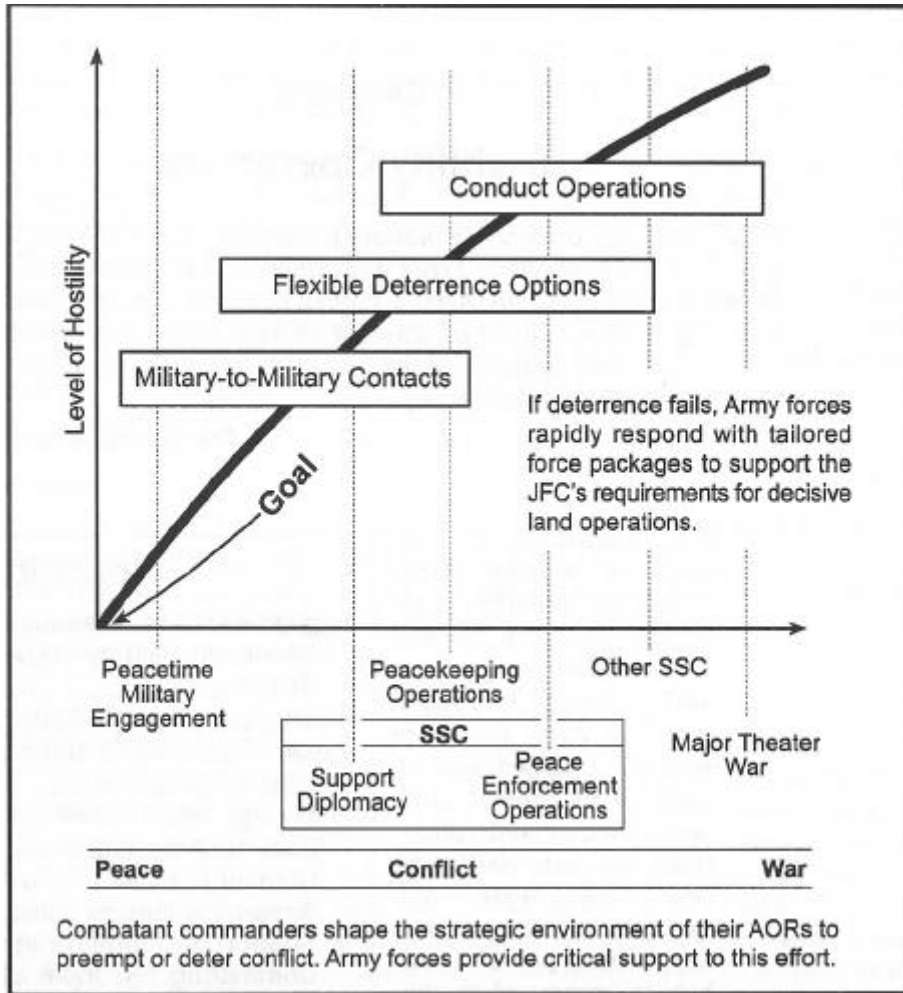 Level of Hostility
Conduct Operations
Flexible Deterrence Options
Military-to-Military Contacts
Goal
If deterrence fails, Army forces
rapidly respond with tailored
force packages to support the
JFC's requirements for decisive
land operations.
Peacetime
Military
Engagement
Peacekeeping
Operations
Other SSC
SSC
Support
Diplomacy
Peace
Enforcement
Operations
Major Theater
War
Peace Conflict War
Combatant commanders shape the strategic environment of their AORs to
preempt or deter conflict. Army forces provide critical support to this effort.